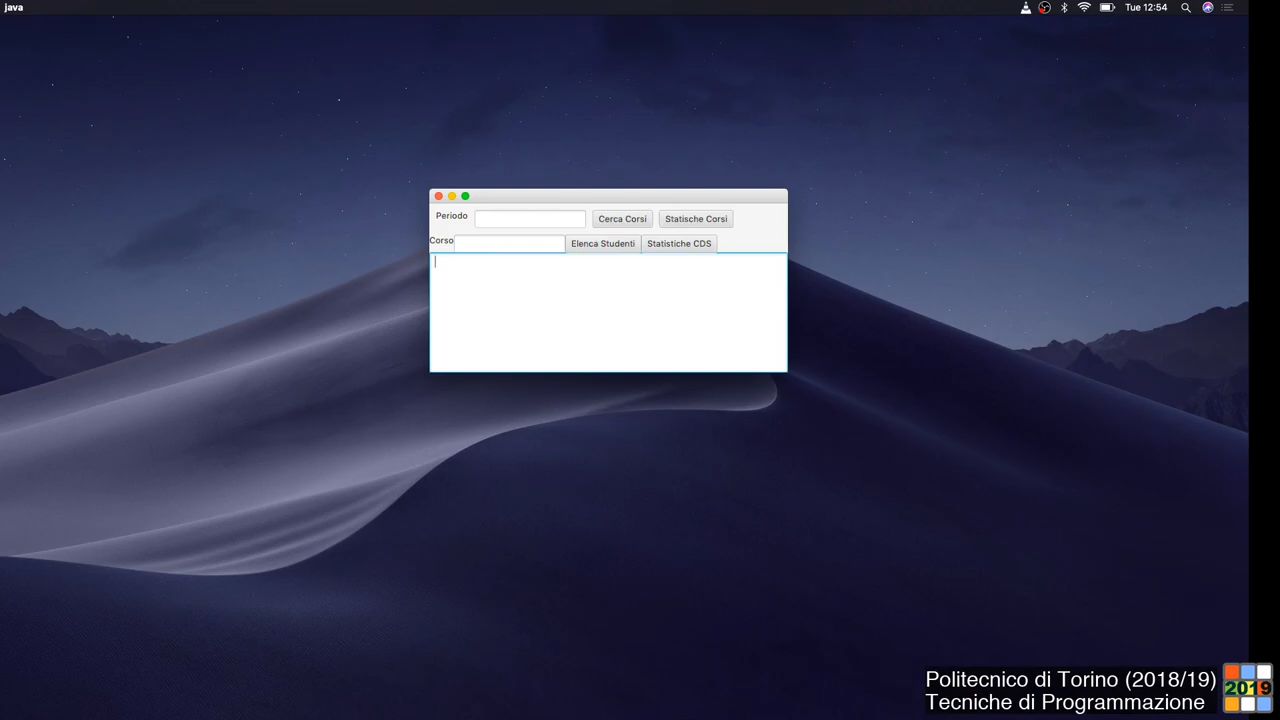 java
Tue 12:54
Periodo
Cerca Corsi
Statische Corsi
Corso
Elenca Studenti
Statistiche CDS
Politecnico di Torino (2018/19)
Tecniche di Programmazione
2019